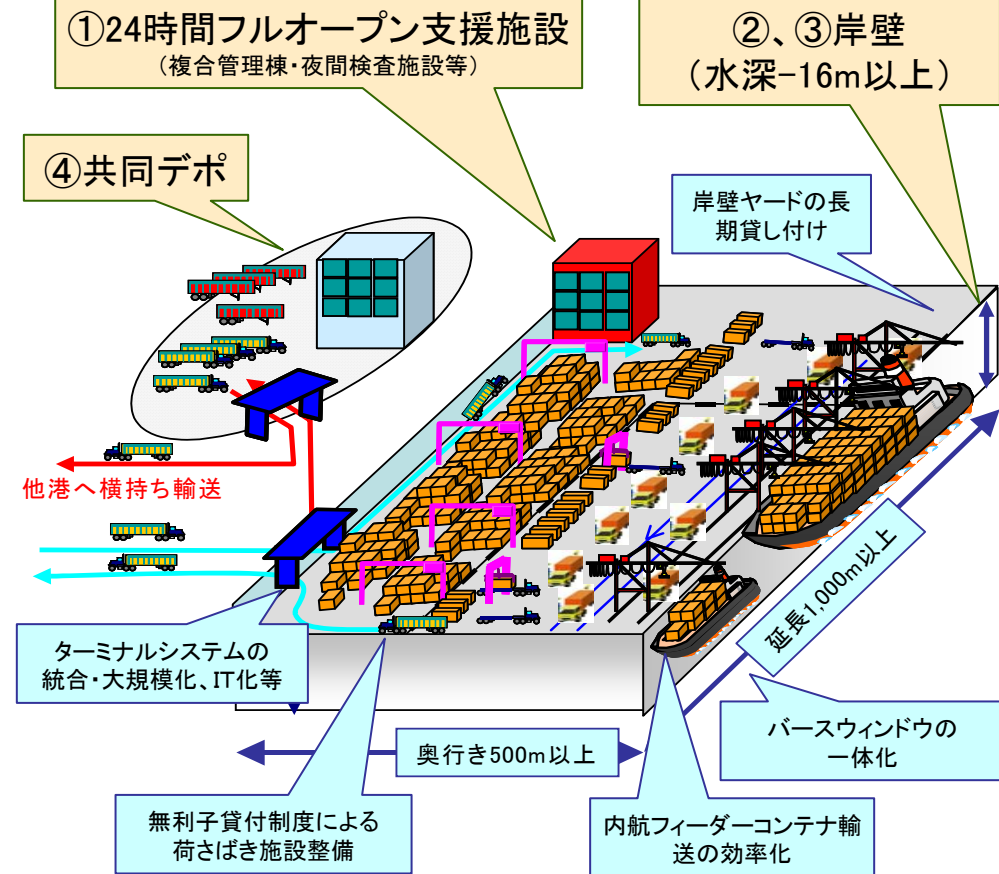 ①24時間フルオープン支援施設
（複合管理棟・夜間検査施設等）
②、③岸壁
（水深−16m以上）
④共同デポ
岸壁ヤードの長
期貸し付け
他港へ横持ち輸送
延長1,000m以上
ターミナルシステムの
統合・大規模化、IT化等
バースウィンドウの
一体化
奥行き500m以上
無利子貸付制度による
荷さばき施設整備
内航フィーダーコンテナ輸
送の効率化